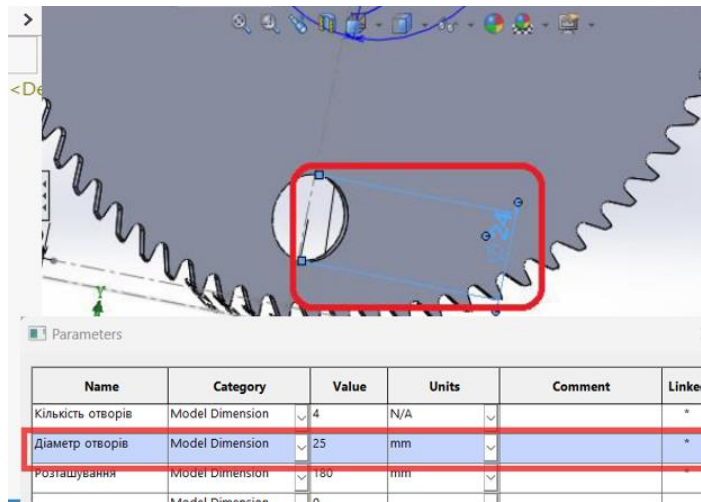 >
<De
24
Y
Parameters
Name Category Value Units Comment Linke
Кількість отворів Model Dimension 4 N/A *
Діаметр отворів Model Dimension 25 mm *
Розташування Model Dimension 180 mm *
Model Dimension 0